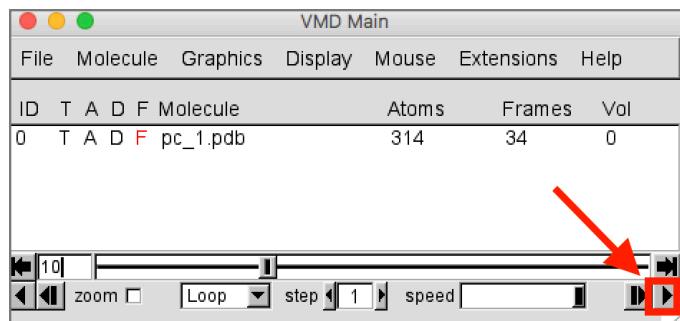 VMD Main
File Molecule Graphics Display Mouse Extensions Help
ID T A D F Molecule Atoms Frames Vol
0 T A D F pc_1.pdb 314 34 0
10
zoom Loop step 1 speed